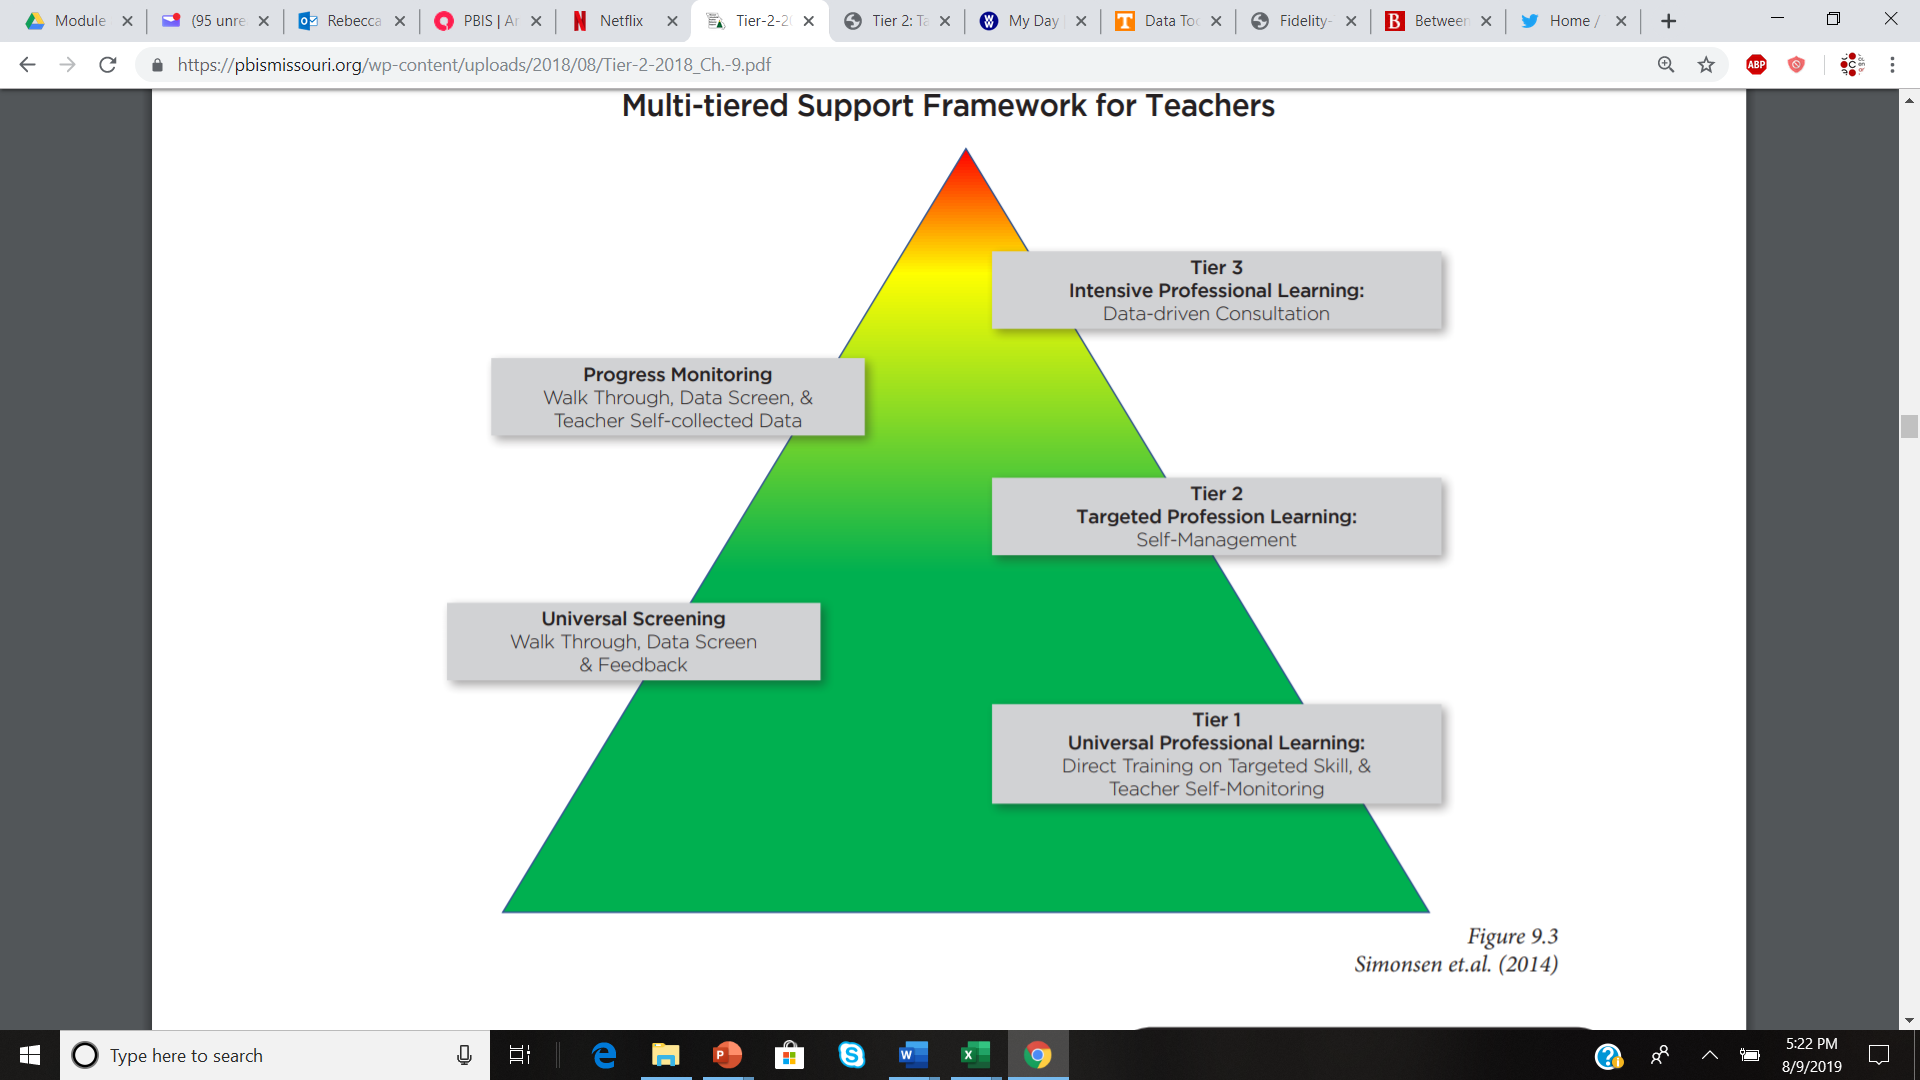 Module
(95 unre
Rebecca
PBIS | Ar
Netflix
Tier-2-20
Tier 2: Ta
My Day
Data Too
Fidelity-
Between
Home /
https://pbismissouri.org/wp-content/uploads/2018/08/Tier-2-2018_Ch.-9.pdf
ABP
Multi-tiered Support Framework for Teachers
Tier 3
Intensive Professional Learning:
Data-driven Consultation
Progress Monitoring
Walk Through, Data Screen, &
Teacher Self-collected Data
Tier 2
Targeted Profession Learning:
Self-Management
Universal Screening
Walk Through, Data Screen
& Feedback
Tier 1
Universal Professional Learning:
Direct Training on Targeted Skill, &
Teacher Self-Monitoring
Figure 9.3
Simonsen et.al. (2014)
Type here to search
5:22 PM
8/9/2019